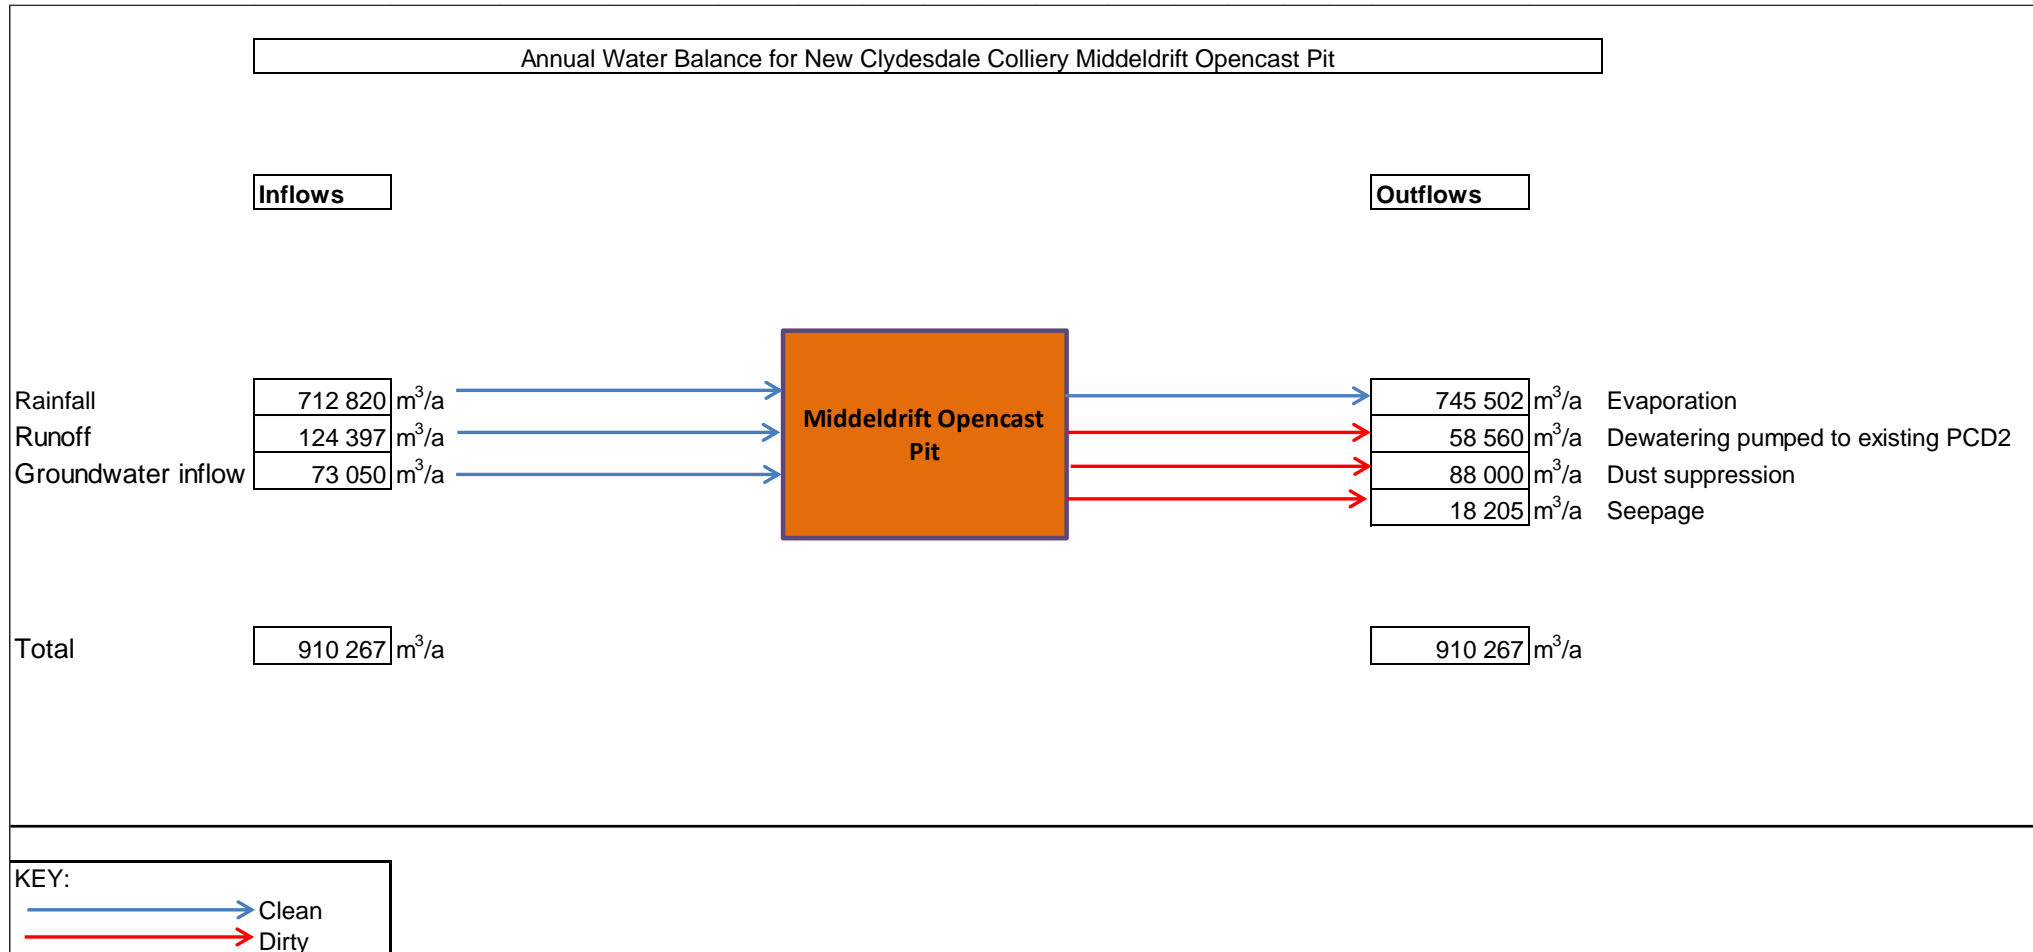 Annual Water Balance for New Clydesdale Colliery Middeldrift Opencast Pit
Inflows
Outflows
Rainfall 712 820 m³/a
Runoff 124 397 m³/a
Groundwater inflow 73 050 m³/a
Middeldrift Opencast
Pit
745 502 m³/a Evaporation
58 560 m³/a Dewatering pumped to existing PCD2
88 000 m³/a Dust suppression
18 205 m³/a Seepage
Total 910 267 m³/a 910 267 m³/a
KEY:
Clean
Dirty